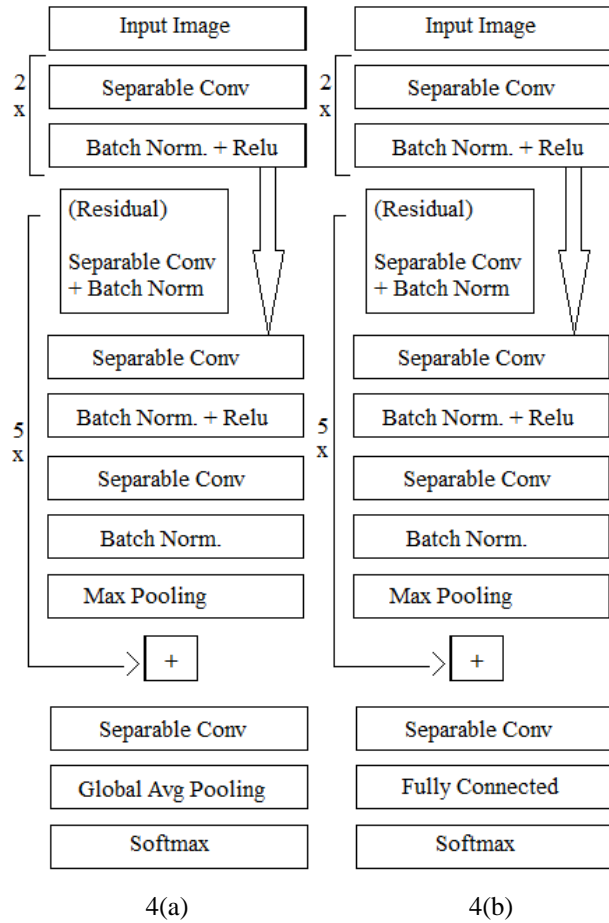 Input Image
2
x
Separable Conv
Batch Norm. + Relu
(Residual)
Separable Conv
+ Batch Norm
Separable Conv
5
x
Batch Norm. + Relu
Separable Conv
Batch Norm.
Max Pooling
+
Separable Conv
Global Avg Pooling
Softmax
4(a)
Input Image
2
x
Separable Conv
Batch Norm. + Relu
(Residual)
Separable Conv
+ Batch Norm
Separable Conv
5
x
Batch Norm. + Relu
Separable Conv
Batch Norm.
Max Pooling
+
Separable Conv
Fully Connected
Softmax
4(b)